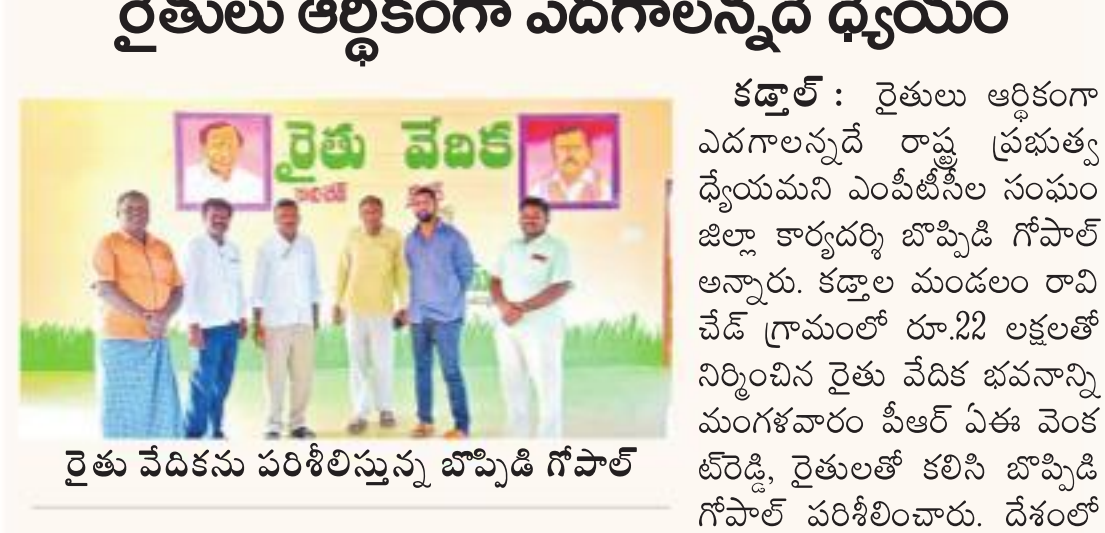 రైతులు ఆర్థికంగా ఎదగాలన్నదే ధ్యేయం
రైతు వేదిక
రైతు వేదికను పరిశీలిస్తున్న బొప్పిడి గోపాల్
కడ్తాల్ : రైతులు ఆర్థికంగా
ఎదగాలన్నదే రాష్ట్ర ప్రభుత్వ
ధ్యేయమని ఎంపీటీసీల సంఘం
జిల్లా కార్యదర్శి బొప్పిడి గోపాల్
అన్నారు. కడ్తాల మండలం రావి
చేడ్ గ్రామంలో రూ.22 లక్షలతో
నిర్మించిన రైతు వేదిక భవనాన్ని
మంగళవారం పీఆర్ ఏఈ వెంక
ట్‌రెడ్డి, రైతులతో కలిసి బొప్పిడి
గోపాల్ పరిశీలించారు. దేశంలో